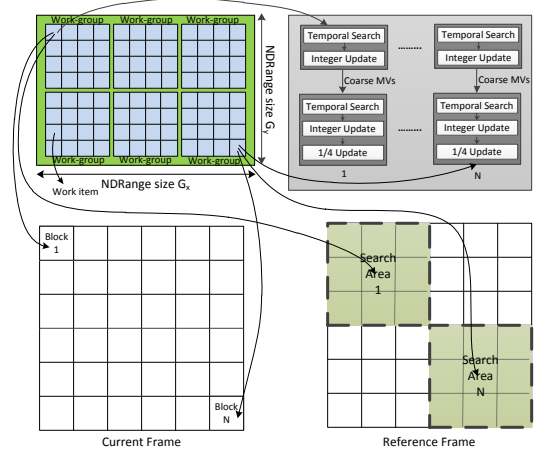 Work-group Work-group Work-group
Work-group Work-group Work-group
Work item
NDRange size Gx
NDRange size Gy
Temporal Search
Integer Update
.........
Temporal Search
Integer Update
Coarse MVs
Coarse MVs
Temporal Search
Integer Update
1/4 Update
.........
Temporal Search
Integer Update
1/4 Update
1
N
Block
1
Block
N
Current Frame
Search
Area
1
Search
Area
N
Reference Frame